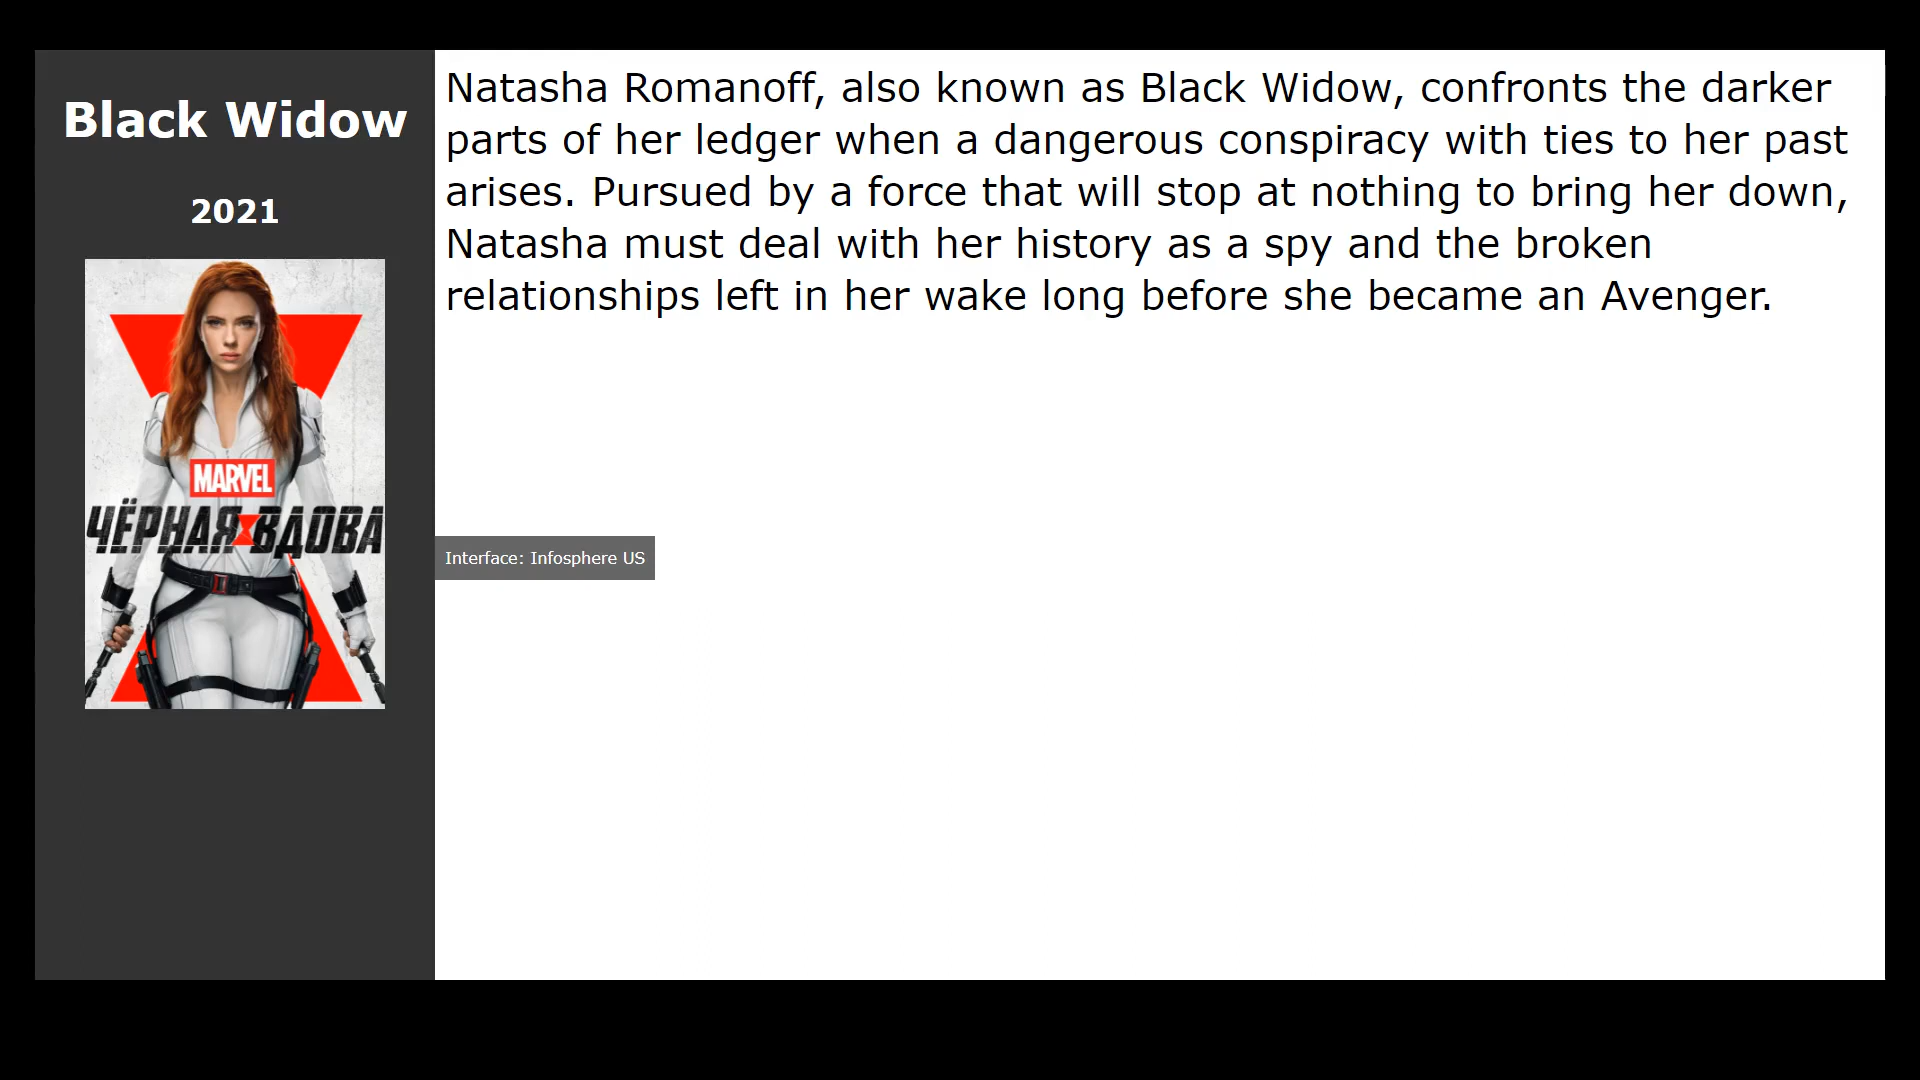 Black Widow
2021
MARVEL
ЧЁРНАЯ ВДОВА
Natasha Romanoff, also known as Black Widow, confronts the darker
parts of her ledger when a dangerous conspiracy with ties to her past
arises. Pursued by a force that will stop at nothing to bring her down,
Natasha must deal with her history as a spy and the broken
relationships left in her wake long before she became an Avenger.
Interface: Infosphere US